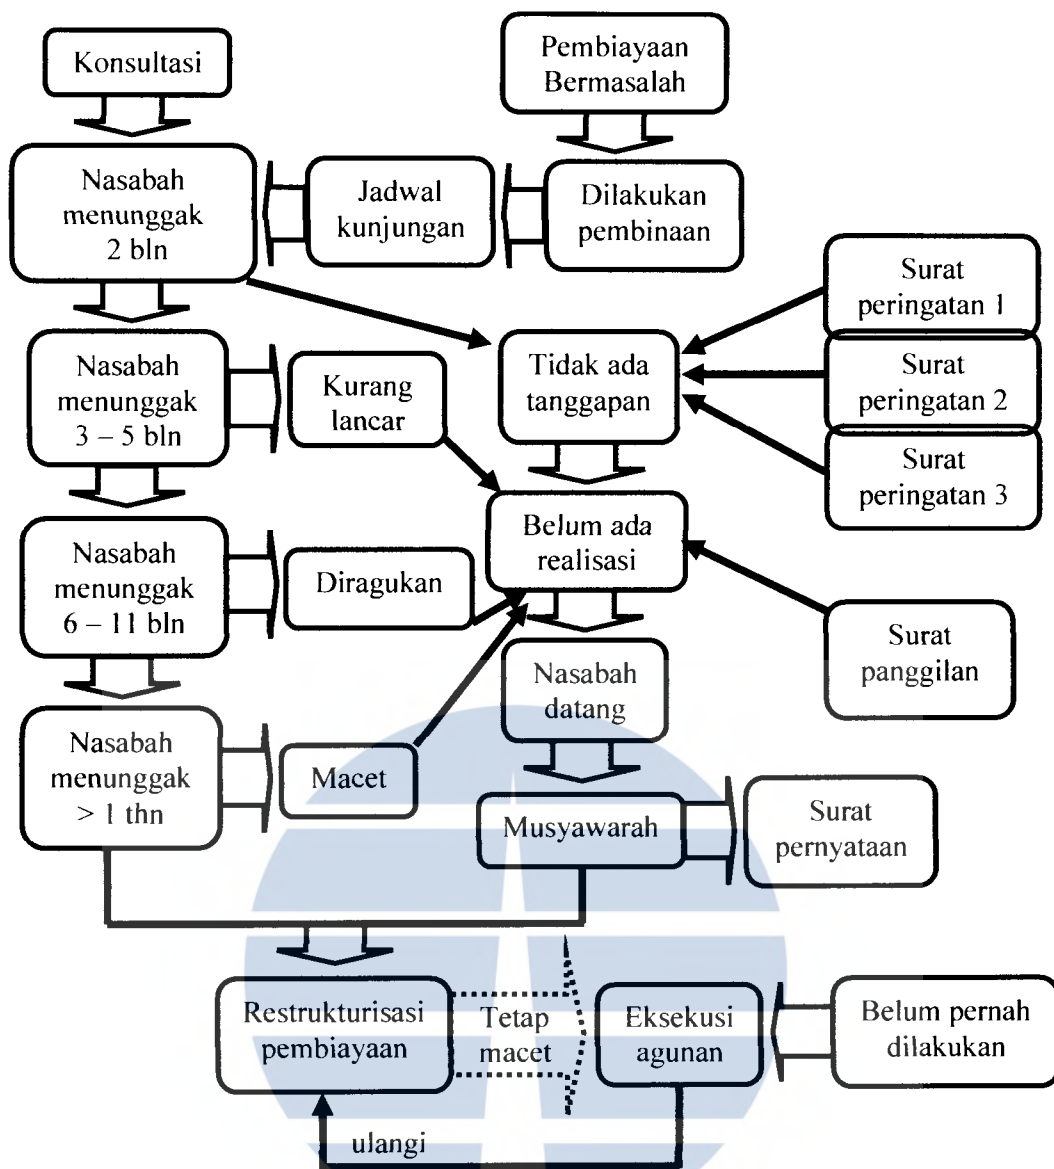 Konsultasi
Pembiayaan
Bermasalah
Nasabah
menunggak
2 bln
Jadwal
kunjungan
Dilakukan
pembinaan
Surat
peringatan 1
Nasabah
menunggak
3 – 5 bln
Kurang
lancar
Tidak ada
tanggapan
Surat
peringatan 2
Surat
peringatan 3
Nasabah
menunggak
6 – 11 bln
Diragukan
Belum ada
realisasi
Surat
panggilan
Nasabah
datang
Nasabah
menunggak
> 1 thn
Macet
Musyawarah
Surat
pernyataan
Restrukturisasi
pembiayaan
Tetap
macet
Eksekusi
agunan
Belum pernah
dilakukan
ulangi